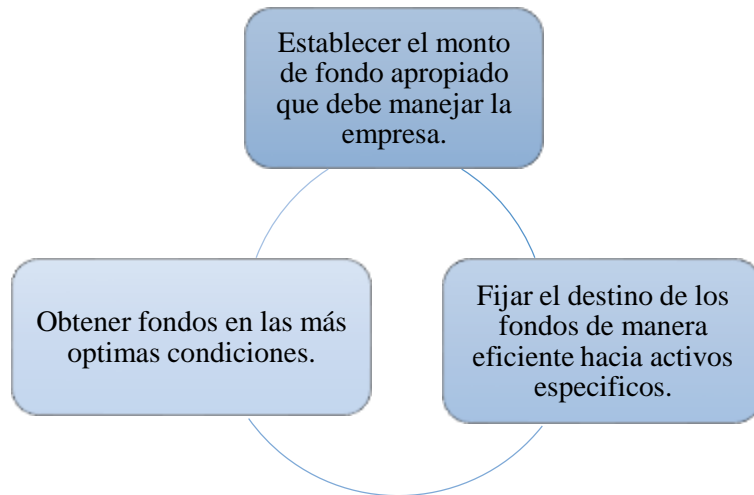 Establecer el monto
de fondo apropiado
que debe manejar la
empresa.
Fijar el destino de los
fondos de manera
eficiente hacia activos
especificos.
Obtener fondos en las más
optimas condiciones.